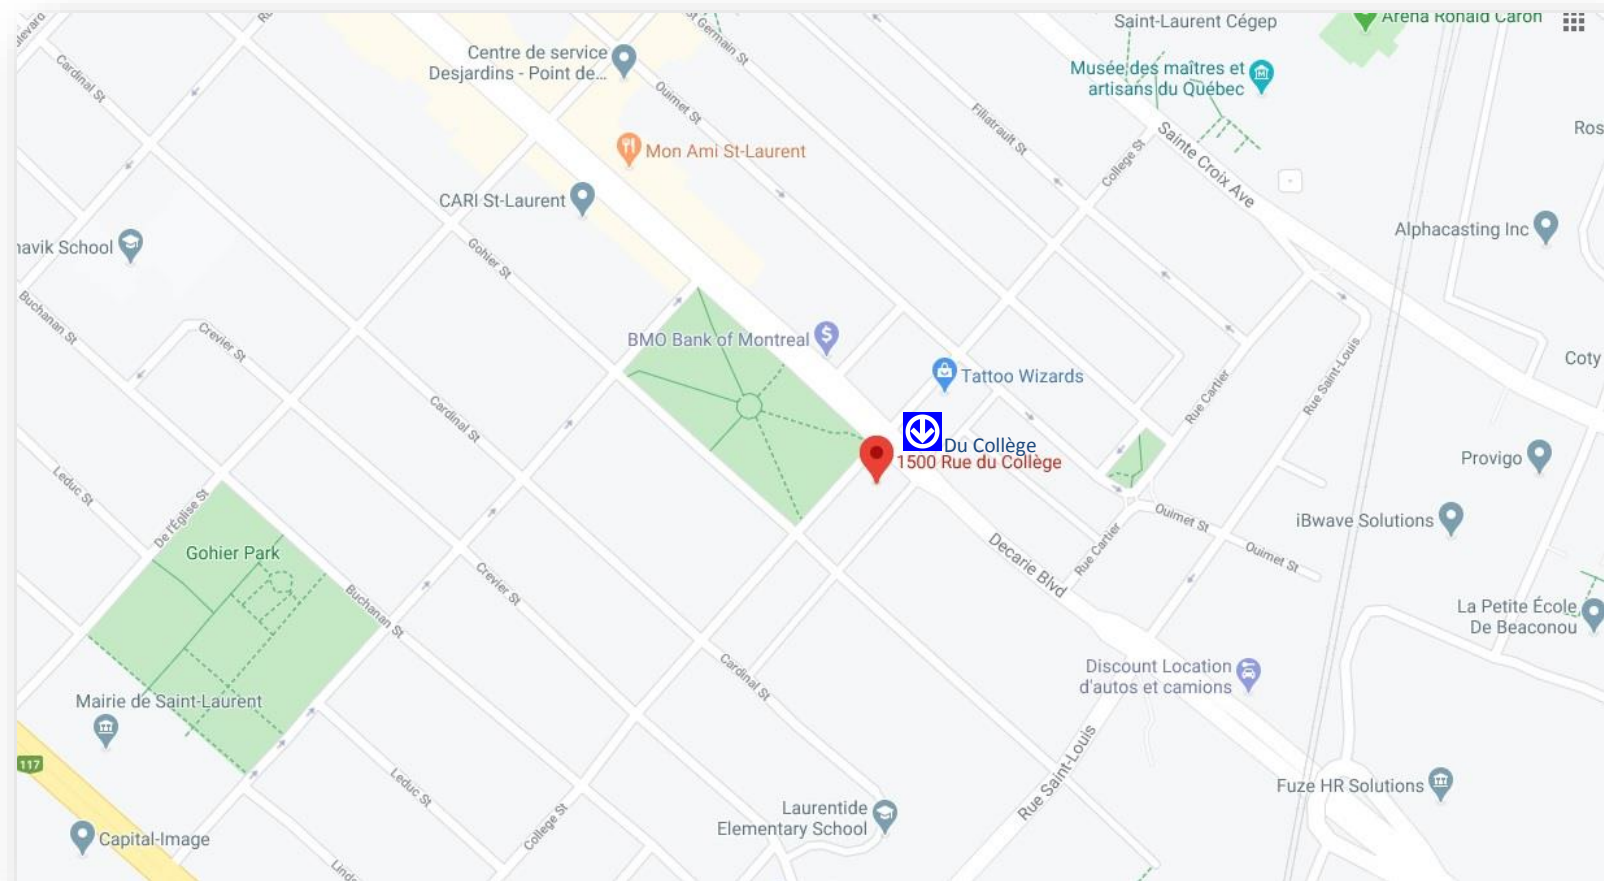 Cardinal St
St Germain St
Saint-Laurent Cégep
Arena Ronald Caron
Centre de service
Desjardins - Point de...
Ouimet St
Musée des maîtres et
artisans du Québec
Filiatrault St
Mon Ami St-Laurent
College St
Sainte Croix Ave
Ros
CARI St-Laurent
Alphacasting Inc
navik School
Gohier St
Buchanan St
Crevier St
BMO Bank of Montreal
$
Tattoo Wizards
Rue Cartier
Rue Saint-Louis
Coty
Cardinal St
Du Collège
1500 Rue du Collège
Provigo
Leduc St
De l'Église St
Ouimet St
iBwave Solutions
Gohier Park
Decarie Blvd
Rue Cartier
Ouimet St
Crevier St
Buchanan St
La Petite École
De Beaconou
Cardinal St
Discount Location
d'autos et camions
Mairie de Saint-Laurent
117
Leduc St
Rue Saint-Louis
Fuze HR Solutions
Laurentide
Elementary School
College St
Capital-Image
Lind